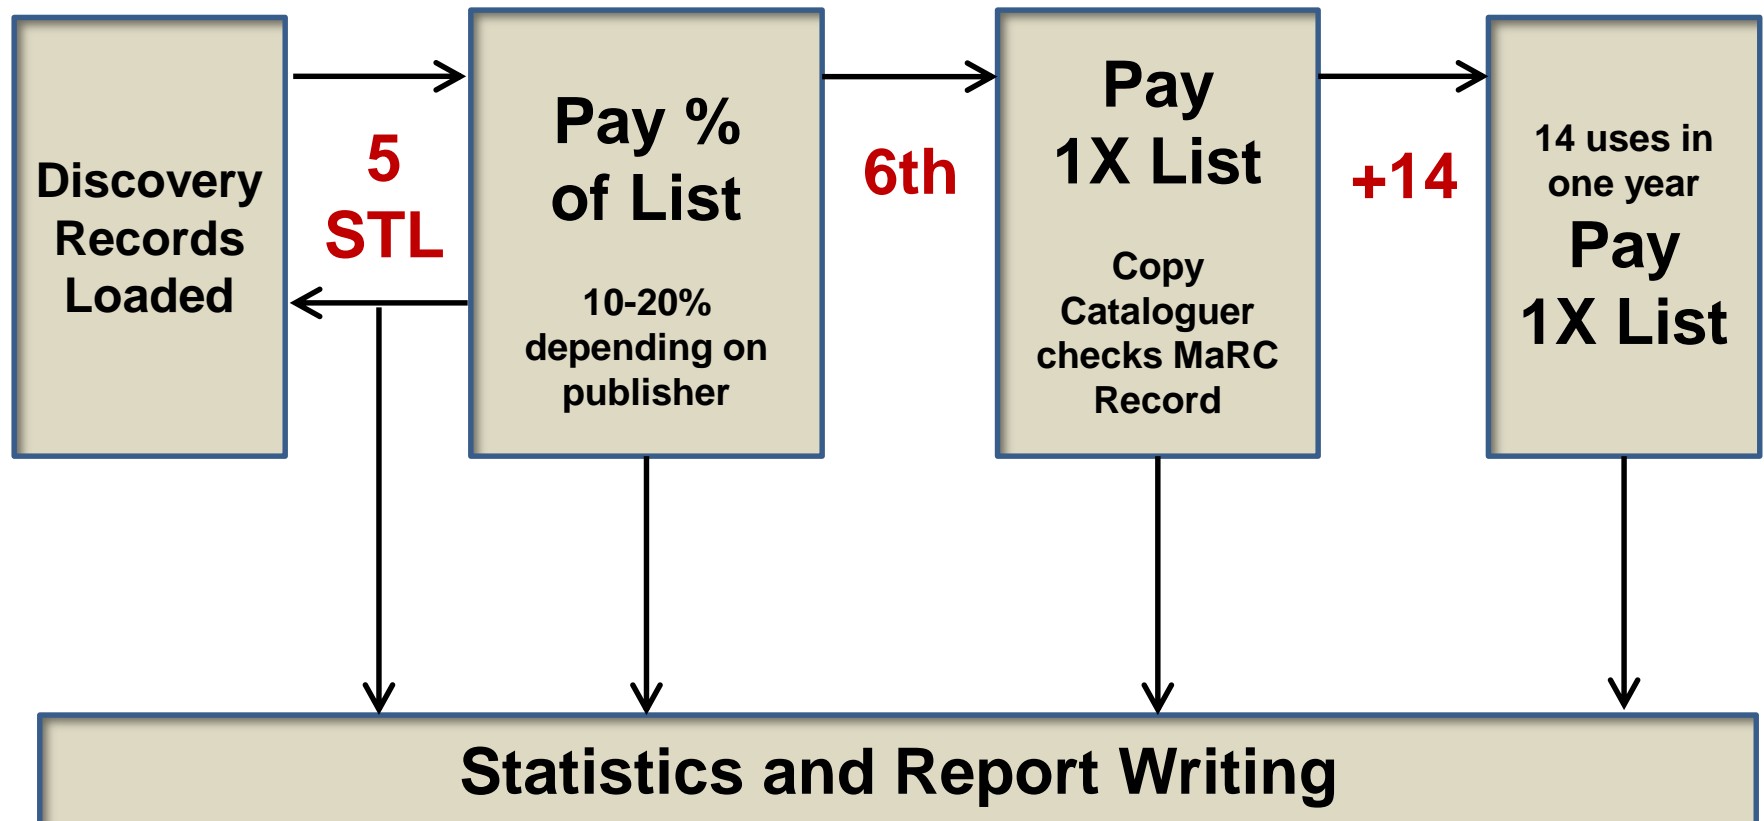 Discovery
Records
Loaded
5
STL
Pay %
of List
10-20%
depending on
publisher
6th
Pay
1X List
Copy
Cataloguer
checks MaRC
Record
+14
14 uses in
one year
Pay
1X List
Statistics and Report Writing